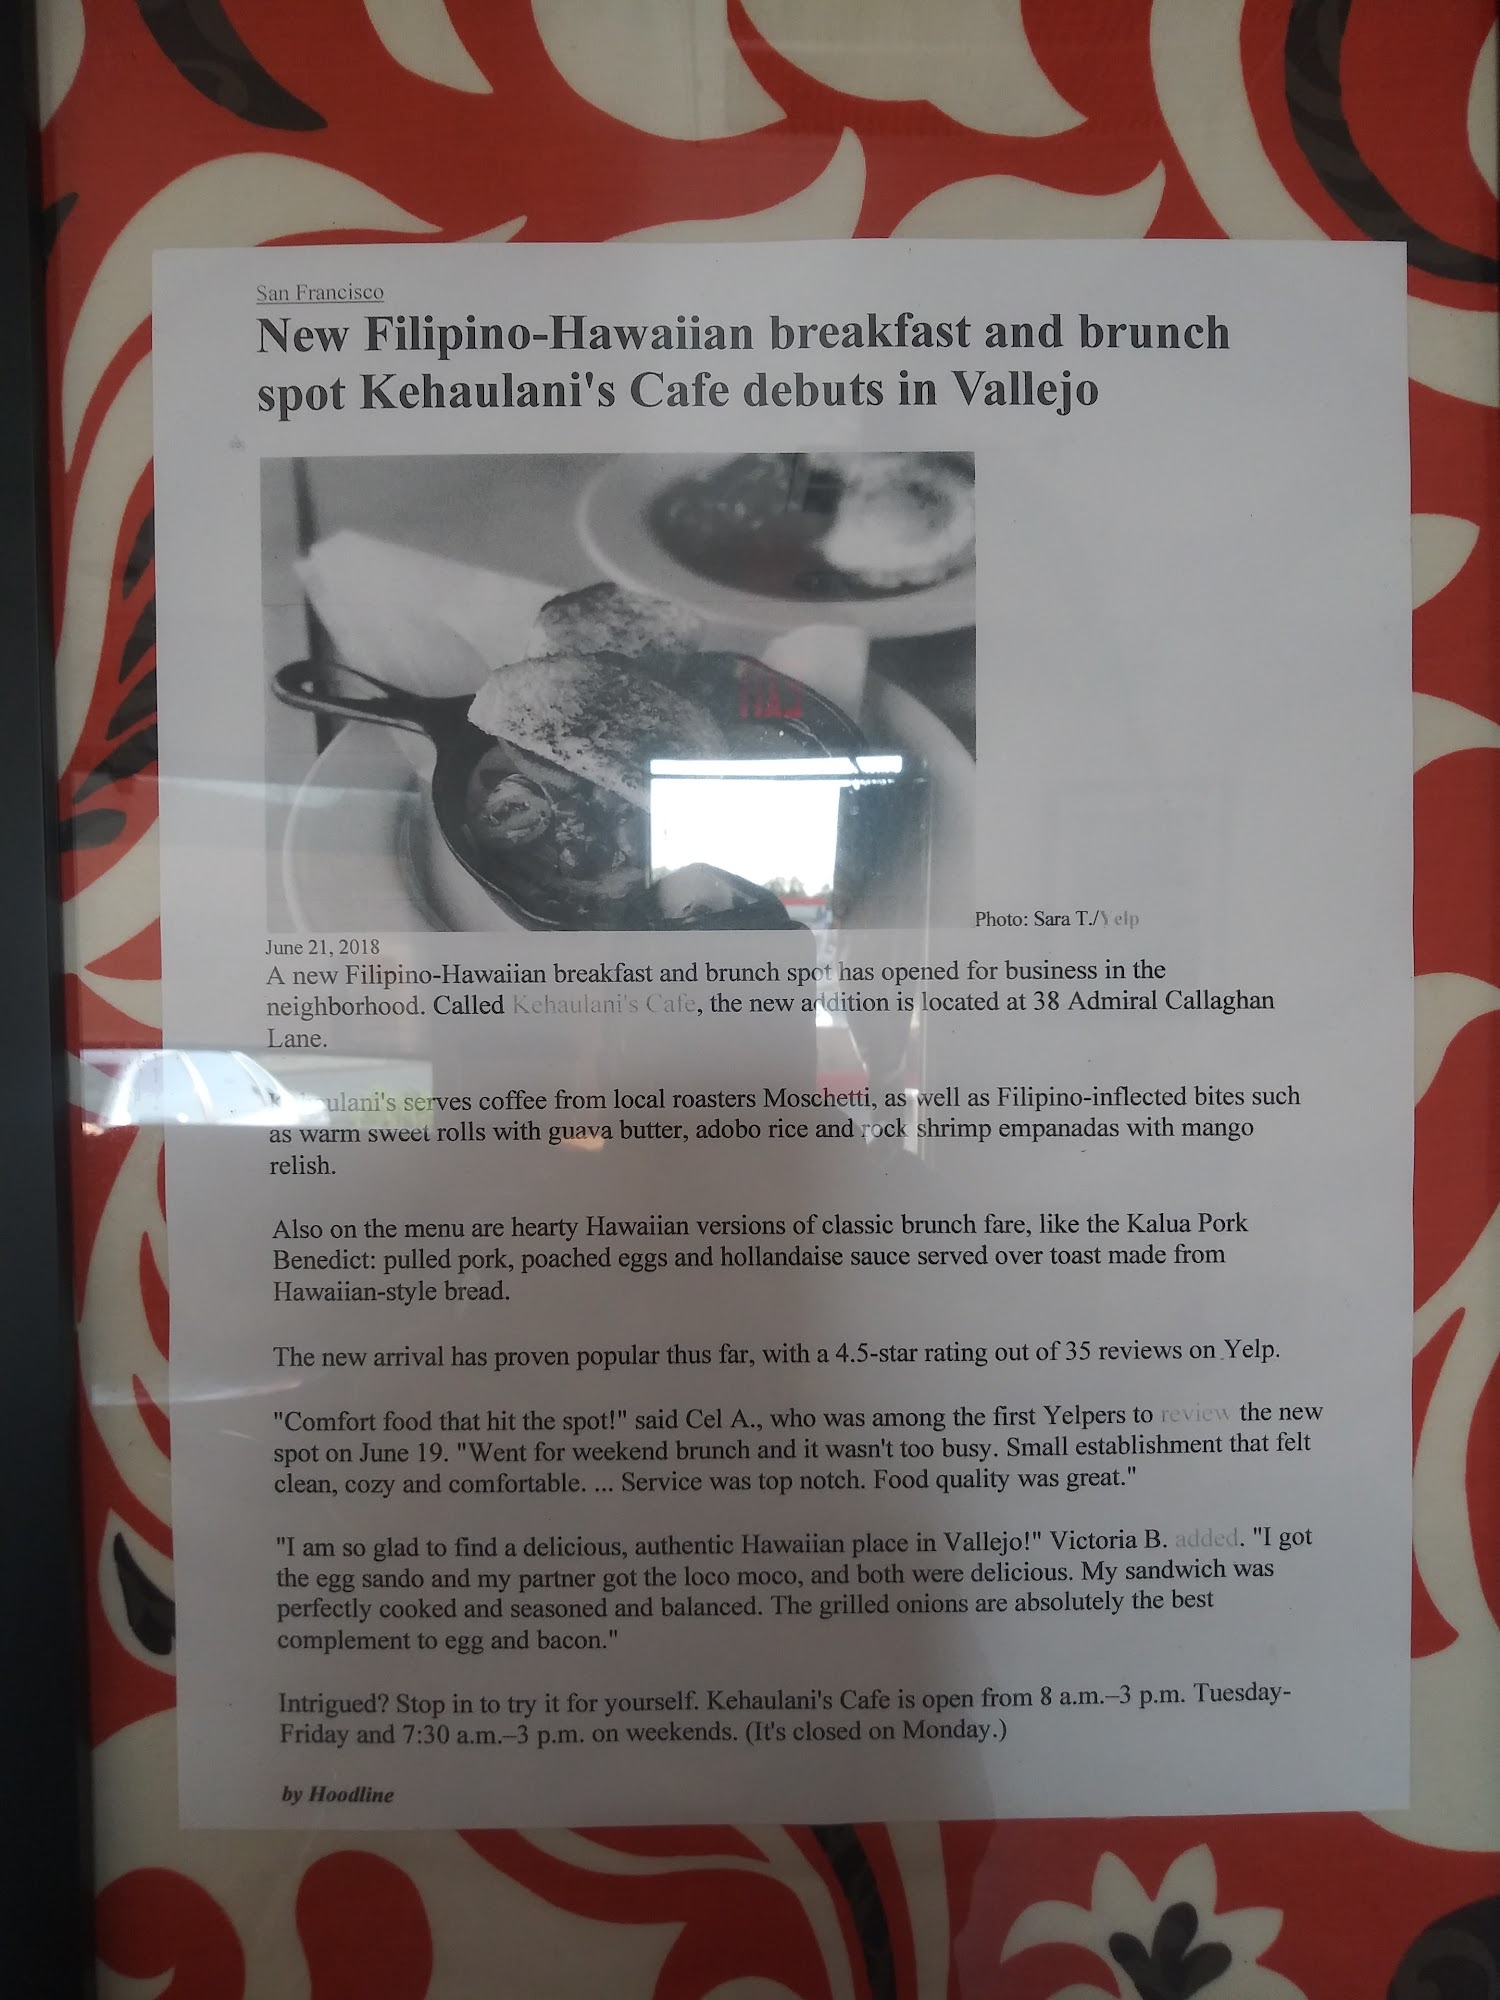 San Francisco
New Filipino-Hawaiian breakfast and brunch
spot Kehaulani's Cafe debuts in Vallejo
Photo: Sara T./Yelp
June 21, 2018
A new Filipino-Hawaiian breakfast and brunch spot has opened for business in the
neighborhood. Called Kehaulani's Cafe, the new addition is located at 38 Admiral Callaghan
Lane.
Kehaulani's serves coffee from local roasters Moschetti, as well as Filipino-inflected bites such
as warm sweet rolls with guava butter, adobo rice and rock shrimp empanadas with mango
relish.
Also on the menu are hearty Hawaiian versions of classic brunch fare, like the Kalua Pork
Benedict: pulled pork, poached eggs and hollandaise sauce served over toast made from
Hawaiian-style bread.
The new arrival has proven popular thus far, with a 4.5-star rating out of 35 reviews on Yelp.
"Comfort food that hit the spot!" said Cel A., who was among the first Yelpers to review the new
spot on June 19. "Went for weekend brunch and it wasn't too busy. Small establishment that felt
clean, cozy and comfortable. ... Service was top notch. Food quality was great."
"I am so glad to find a delicious, authentic Hawaiian place in Vallejo!" Victoria B. added. "I got
the egg sando and my partner got the loco moco, and both were delicious. My sandwich was
perfectly cooked and seasoned and balanced. The grilled onions are absolutely the best
complement to egg and bacon."
Intrigued? Stop in to try it for yourself. Kehaulani's Cafe is open from 8 a.m.–3 p.m. Tuesday-
Friday and 7:30 a.m.–3 p.m. on weekends. (It's closed on Monday.)
by Hoodline